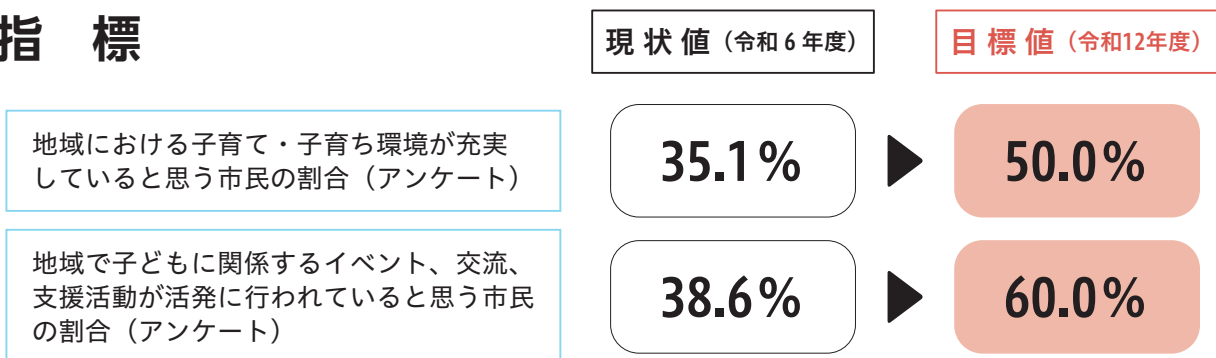 指 標
現状値（令和6年度）
目標値（令和12年度）
地域における子育て・子育ち環境が充実
していると思う市民の割合（アンケート）
35.1%
50.0%
地域で子どもに関係するイベント、交流、
支援活動が活発に行われていると思う市民
の割合（アンケート）
38.6%
60.0%